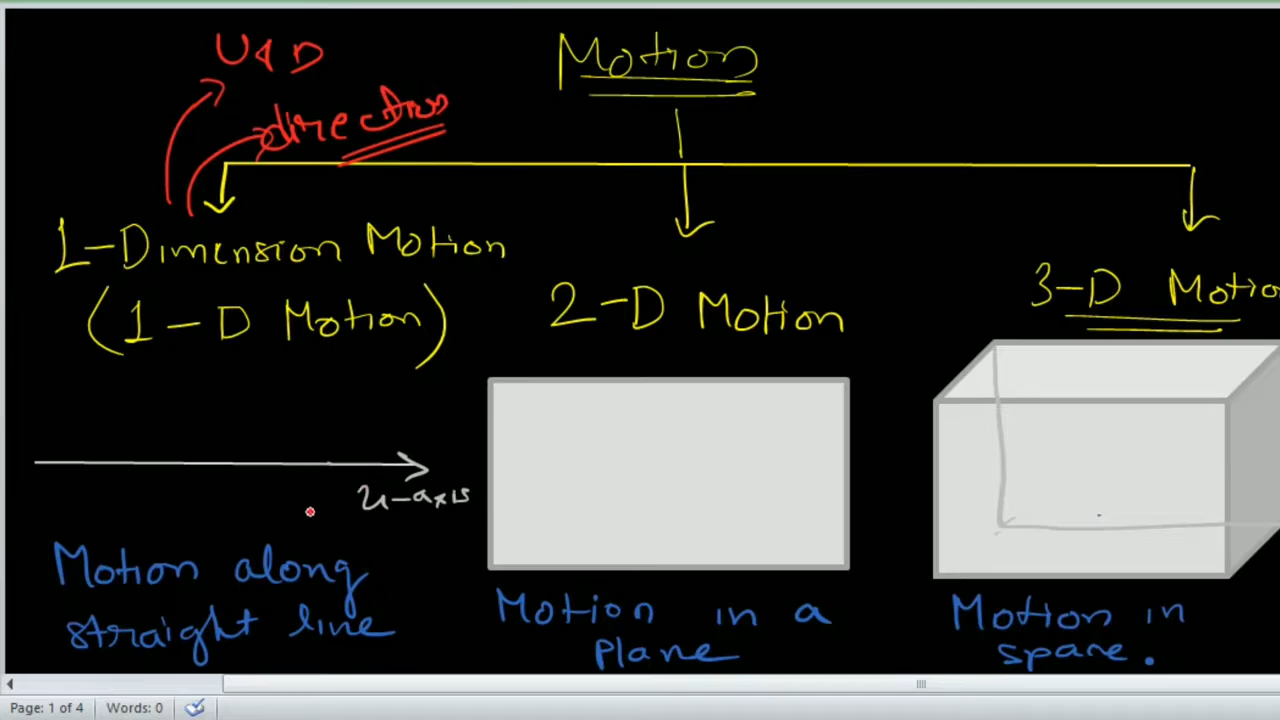 U & D
Motion
direction
1-Dimension Motion
(1-D Motion)
2-D Motion
3-D Motio
x-axis
Motion along
straight line
Motion in a
Plane
Motion in
space.
Page: 1 of 4
Words: 0